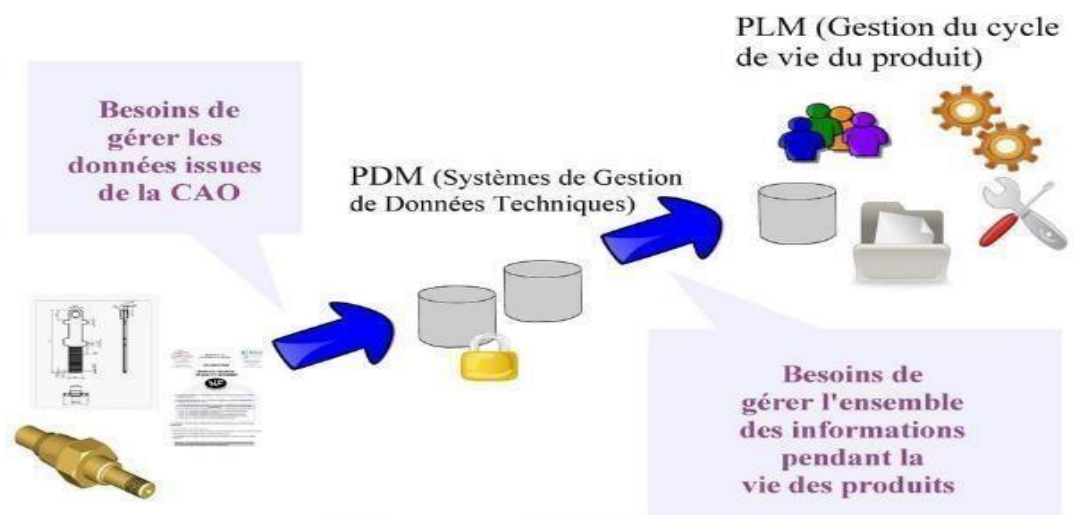 PLM (Gestion du cycle
de vie du produit)
Besoins de
gérer les
données issues
de la CAO
PDM (Systèmes de Gestion
de Données Techniques)
NF
Besoins de
gérer l'ensemble
des informations
pendant la
vie des produits